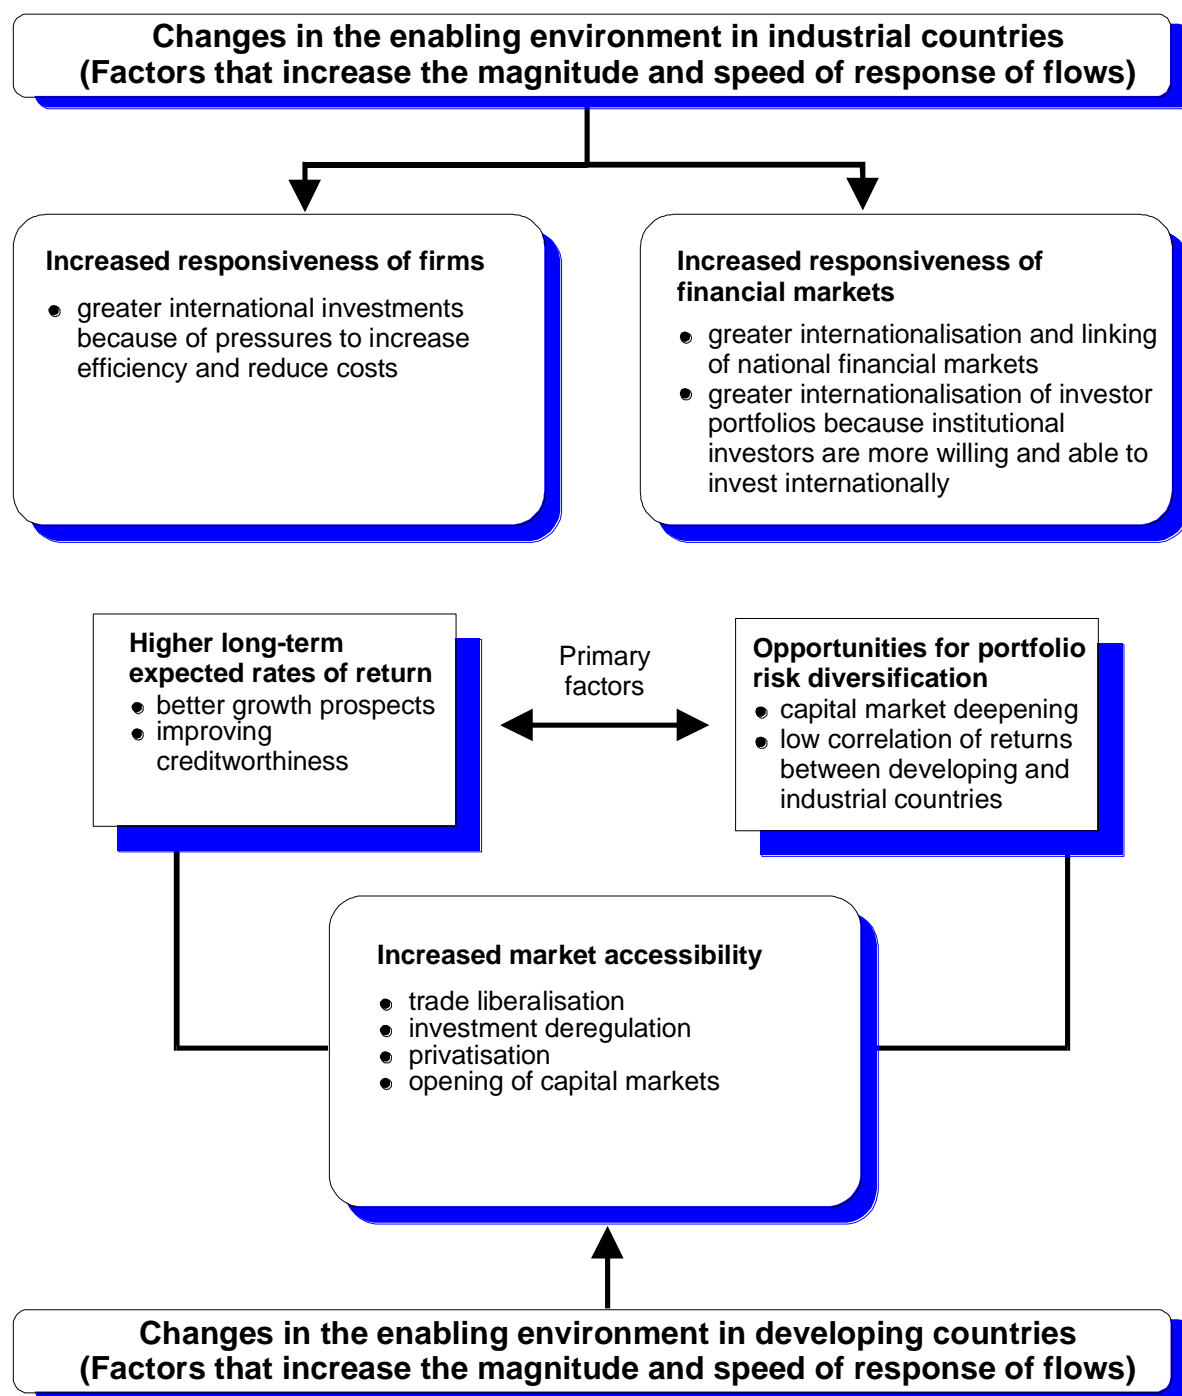 Changes in the enabling environment in industrial countries
(Factors that increase the magnitude and speed of response of flows)
Increased responsiveness of firms
greater international investments
because of pressures to increase
efficiency and reduce costs
Increased responsiveness of
financial markets
greater internationalisation and linking
of national financial markets
greater internationalisation of investor
portfolios because institutional
investors are more willing and able to
invest internationally
Higher long-term
expected rates of return
better growth prospects
improving
creditworthiness
Primary
factors
Opportunities for portfolio
risk diversification
capital market deepening
low correlation of returns
between developing and
industrial countries
Increased market accessibility
trade liberalisation
investment deregulation
privatisation
opening of capital markets
Changes in the enabling environment in developing countries
(Factors that increase the magnitude and speed of response of flows)